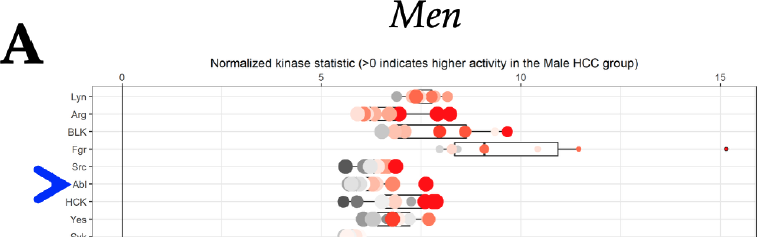 Men
A
Normalized kinase statistic (>0 indicates higher activity in the Male HCC group)
0 5 10 15
Lyn
Arg
BLK
Fgr
Src
Abl
HCK
Yes
Syk